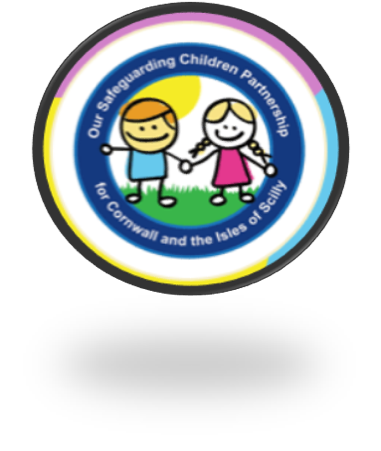 Our Safeguarding Children Partnership
for Cornwall and the Isles of Scilly